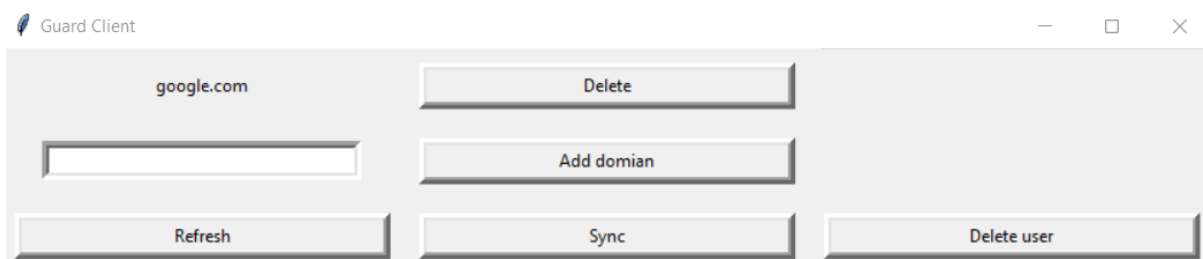 Guard Client
google.com Delete
Add domian
Refresh Sync Delete user